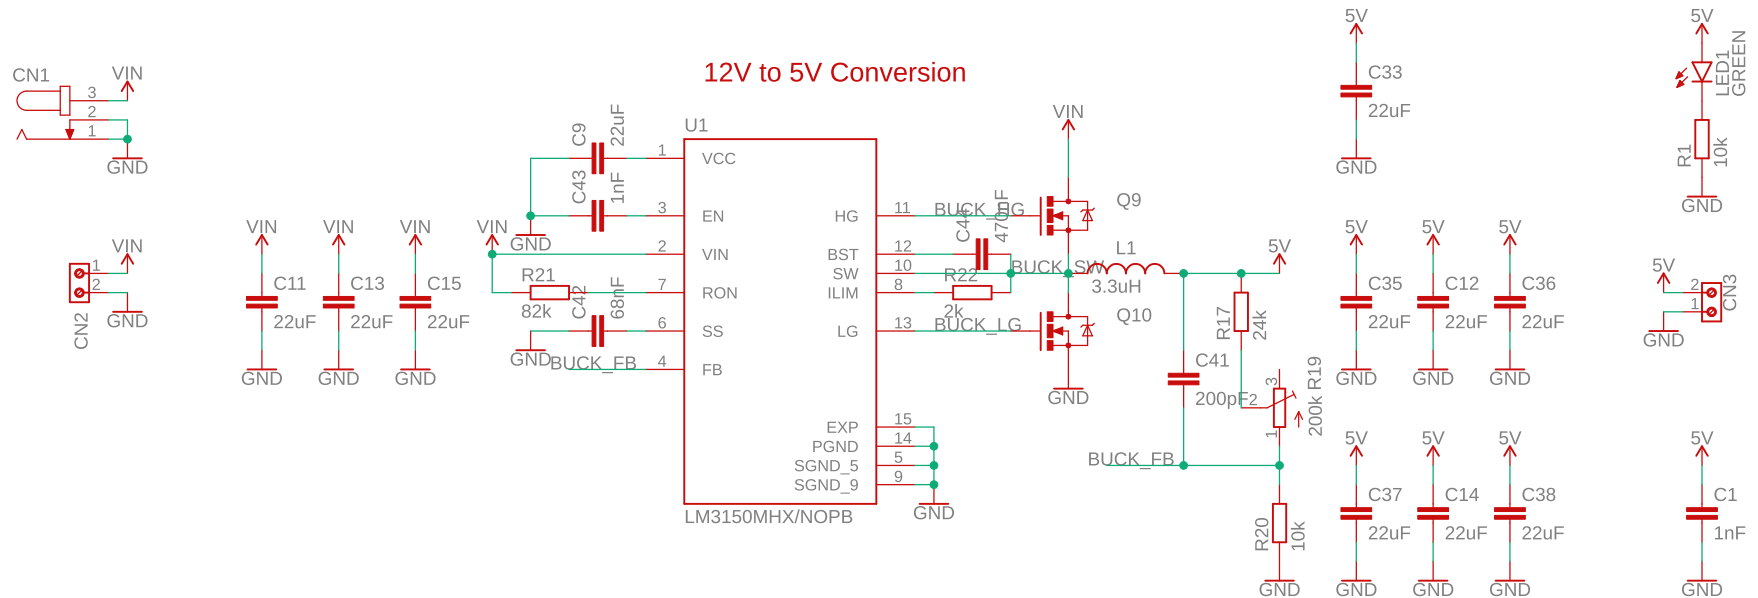 12V to 5V Conversion
CN1
VIN
3
2
1
GND
VIN
1
2
GND
CN2
VIN
C11
22uF
GND
VIN
C13
22uF
GND
VIN
C15
22uF
GND
VIN
C9
22uF
C43
1nF
GND
R21
82k
C42
68nF
GND
BUCK_FB
U1
1 VCC
3 EN
2 VIN
7 RON
6 SS
4 FB
HG 11
BST 12
SW 10
ILIM 8
LG 13
EXP 15
PGND 14
SGND_5 5
SGND_9 9
LM3150MHX/NOPB
GND
BUCK_HG
C44
470nF
BUCK_SW
R22
2k
BUCK_LG
VIN
Q9
Q10
GND
L1
3.3uH
5V
R17
24k
C41
200pF
2
3
1
200k R19
BUCK_FB
R20
10k
GND
5V
C33
22uF
GND
5V
C35
22uF
GND
5V
C12
22uF
GND
5V
C36
22uF
GND
5V
C37
22uF
GND
5V
C14
22uF
GND
5V
C38
22uF
GND
5V
LED1
GREEN
R1
10k
GND
5V
2
1
CN3
GND
5V
C1
1nF
GND